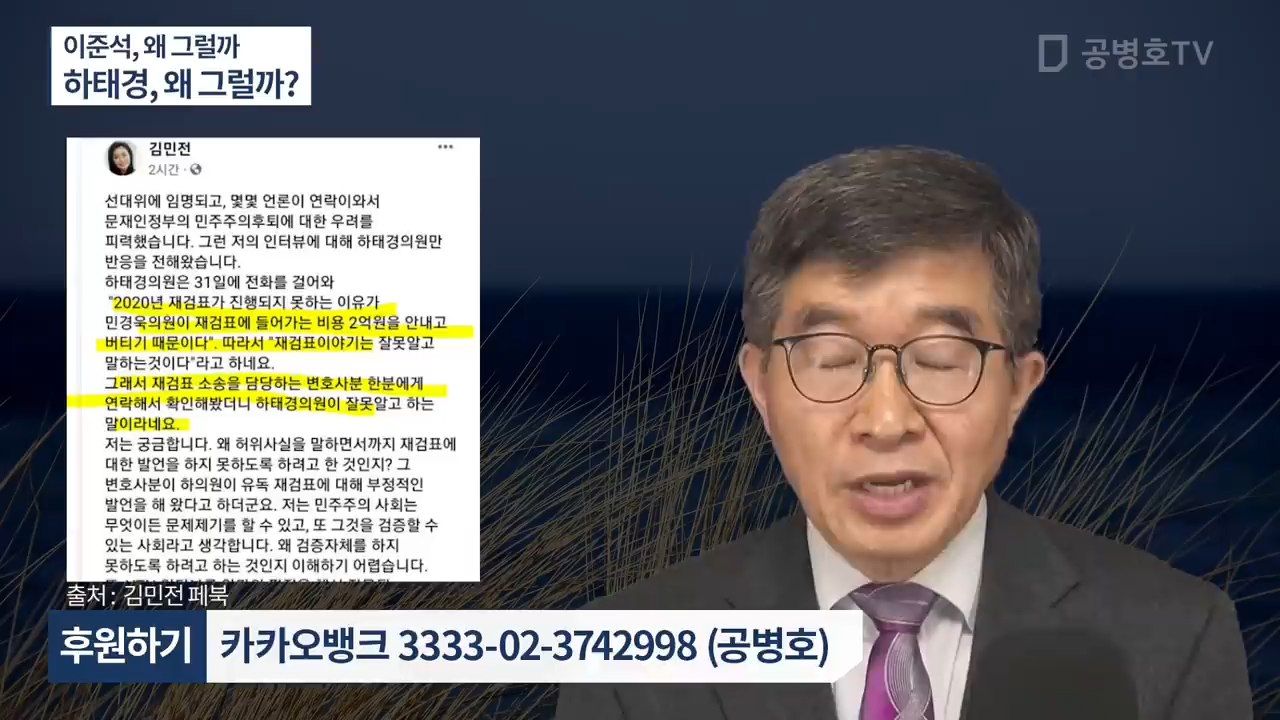 이준석, 왜 그럴까
하태경, 왜 그럴까?
공병호TV
김민전
2시간
선대위에 임명되고, 몇몇 언론이 연락이와서
문재인정부의 민주주의후퇴에 대한 우려를
피력했습니다. 그런 저의 인터뷰에 대해 하태경의원만
반응을 전해왔습니다.
하태경의원은 31일에 전화를 걸어와
"2020년 재검표가 진행되지 못하는 이유가
민경욱의원이 재검표에 들어가는 비용 2억원을 안내고
버티기 때문이다". 따라서 "재검표이야기는 잘못알고
말하는것이다"라고 하네요.
그래서 재검표 소송을 담당하는 변호사분 한분에게
연락해서 확인해봤더니 하태경의원이 잘못알고 하는
말이라네요.
저는 궁금합니다. 왜 허위사실을 말하면서까지 재검표에
대한 발언을 하지 못하도록 하려고 한 것인지? 그
변호사분이 하의원이 유독 재검표에 대해 부정적인
발언을 해 왔다고 하더군요. 저는 민주주의 사회는
무엇이든 문제제기를 할 수 있고, 또 그것을 검증할 수
있는 사회라고 생각합니다. 왜 검증자체를 하지
못하도록 하려고 하는 것인지 이해하기 어렵습니다.
출처 : 김민전 페북
후원하기 카카오뱅크 3333-02-3742998 (공병호)